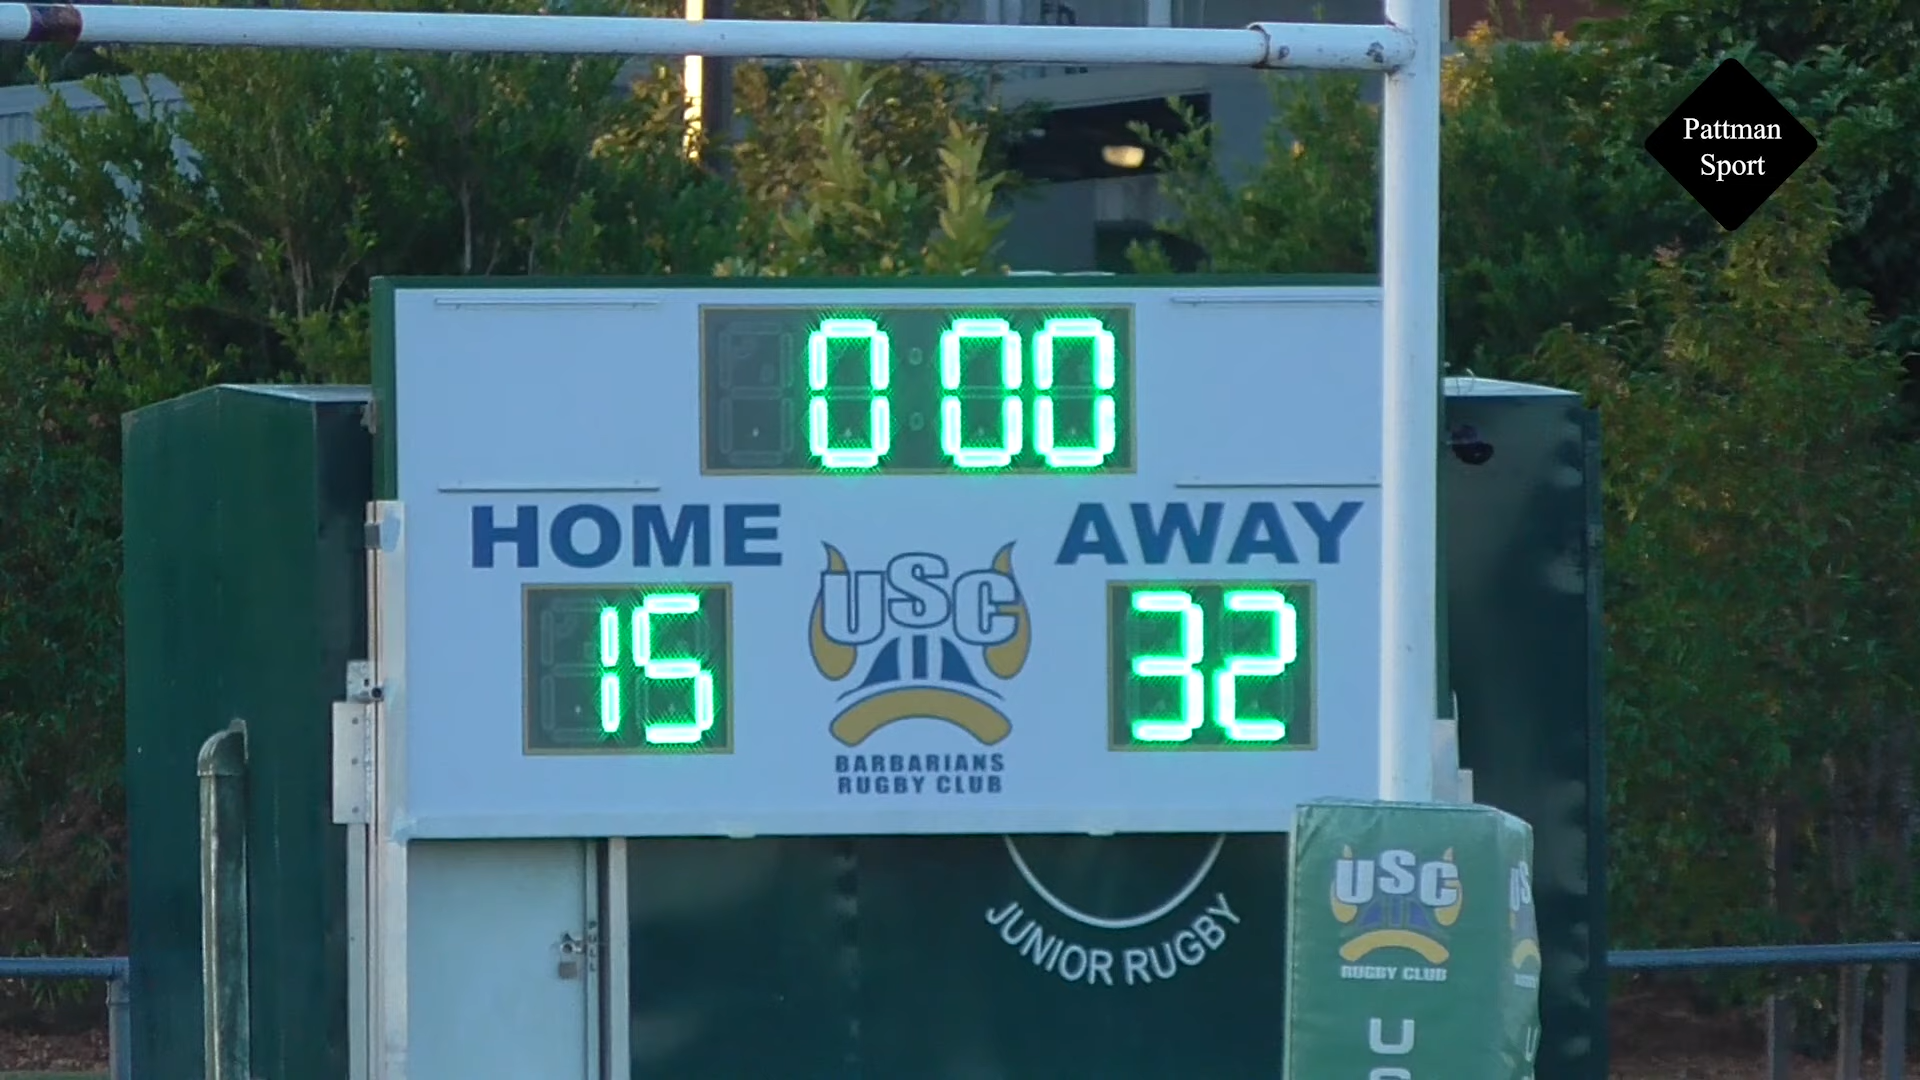 Pattman
Sport
0:00
HOME
AWAY
USC
15
32
BARBARIANS
RUGBY CLUB
JUNIOR RUGBY
USC
RUGBY CLUB
U